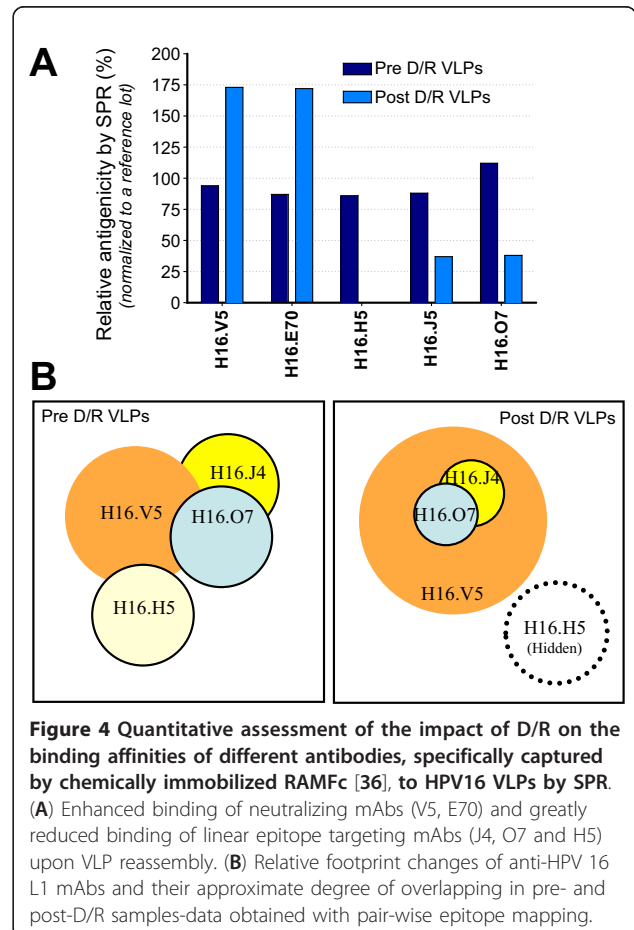 A
Relative antigenicity by SPR (%)
(normalized to a reference lot)
200
175
150
125
100
75
50
25
0
Pre D/R VLPs
Post D/R VLPs
H16.V5
H16.E70
H16.H5
H16.J5
H16.O7
B
Pre D/R VLPs
H16.J4
H16.V5
H16.O7
H16.H5
Post D/R VLPs
H16.J4
H16.O7
H16.V5
H16.H5
(Hidden)
Figure 4 Quantitative assessment of the impact of D/R on the
binding affinities of different antibodies, specifically captured
by chemically immobilized RAMFc [36], to HPV16 VLPs by SPR.
(A) Enhanced binding of neutralizing mAbs (V5, E70) and greatly
reduced binding of linear epitope targeting mAbs (J4, O7 and H5)
upon VLP reassembly. (B) Relative footprint changes of anti-HPV 16
L1 mAbs and their approximate degree of overlapping in pre- and
post-D/R samples-data obtained with pair-wise epitope mapping.